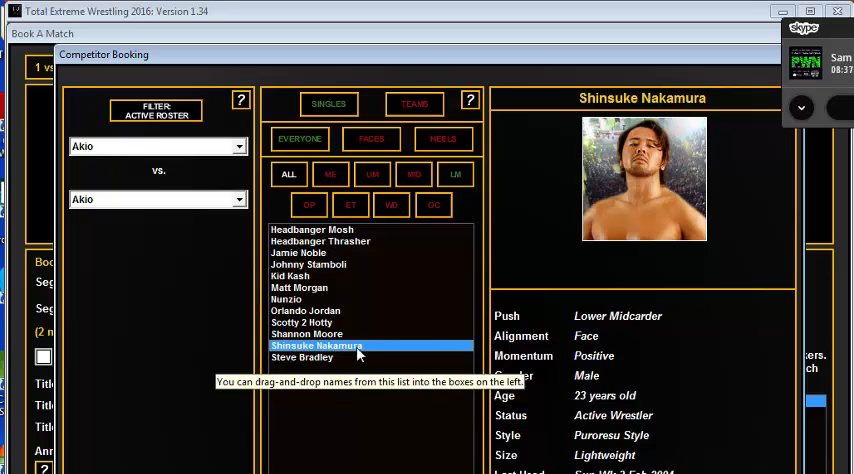 Total Extreme Wrestling 2016: Version 1.34
Book A Match
skype
Competitor Booking
1 vs
PWN
Sam
08:37
FILTER:
ACTIVE ROSTER
?
SINGLES
TEAMS
?
Shinsuke Nakamura
EVERYONE
FACES
HEELS
Akio
vs.
Akio
ALL
ME
UM
MID
LM
OP
ET
WD
OC
Headbanger Mosh
Headbanger Thrasher
Jamie Noble
Johnny Stamboli
Kid Kash
Matt Morgan
Nunzio
Orlando Jordan
Scotty 2 Hotty
Shannon Moore
Shinsuke Nakamura
Steve Bradley
You can drag-and-drop names from this list into the boxes on the left.
Boo
Seg
Seg
(2 m
Title
Title
Title
Ann
?
Push Lower Midcarder
Alignment Face
Momentum Positive
Male
Age 23 years old
Status Active Wrestler
Style Puroresu Style
Size Lightweight
kers.
ch